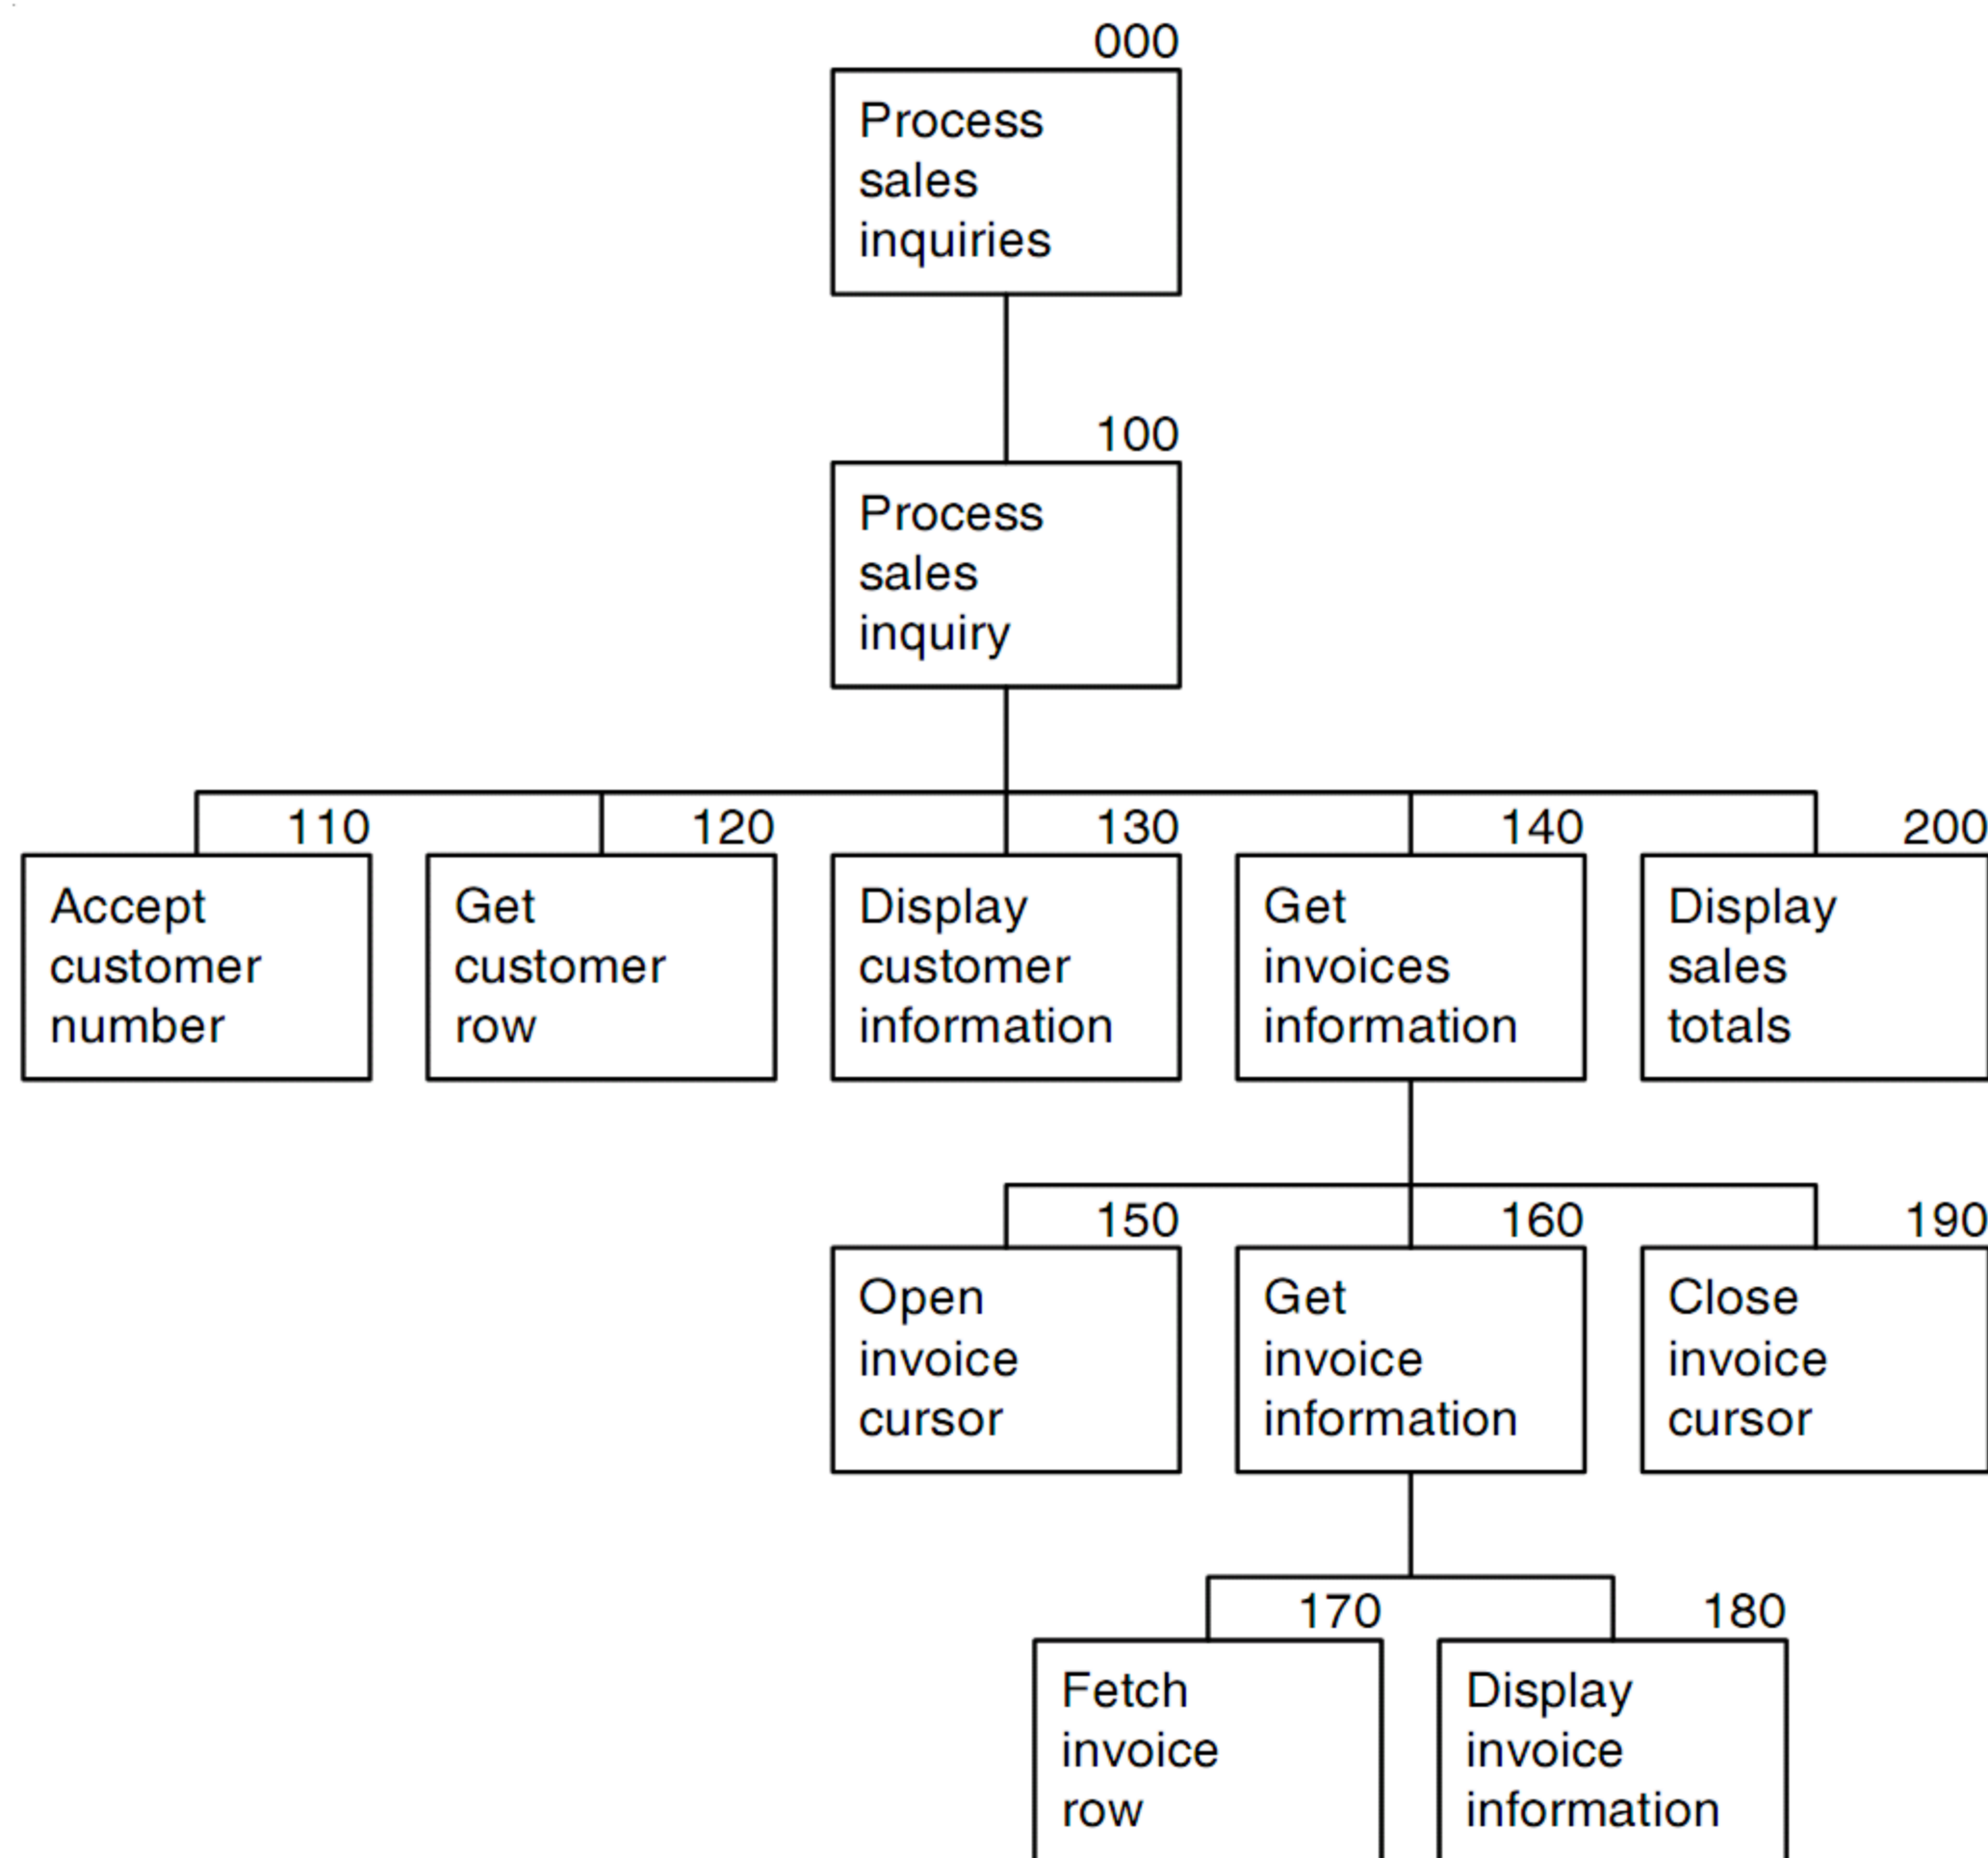 000
Process
sales
inquiries
100
Process
sales
inquiry
110
Accept
customer
number
120
Get
customer
row
130
Display
customer
information
140
Get
invoices
information
200
Display
sales
totals
150
Open
invoice
cursor
160
Get
invoice
information
190
Close
invoice
cursor
170
Fetch
invoice
row
180
Display
invoice
information